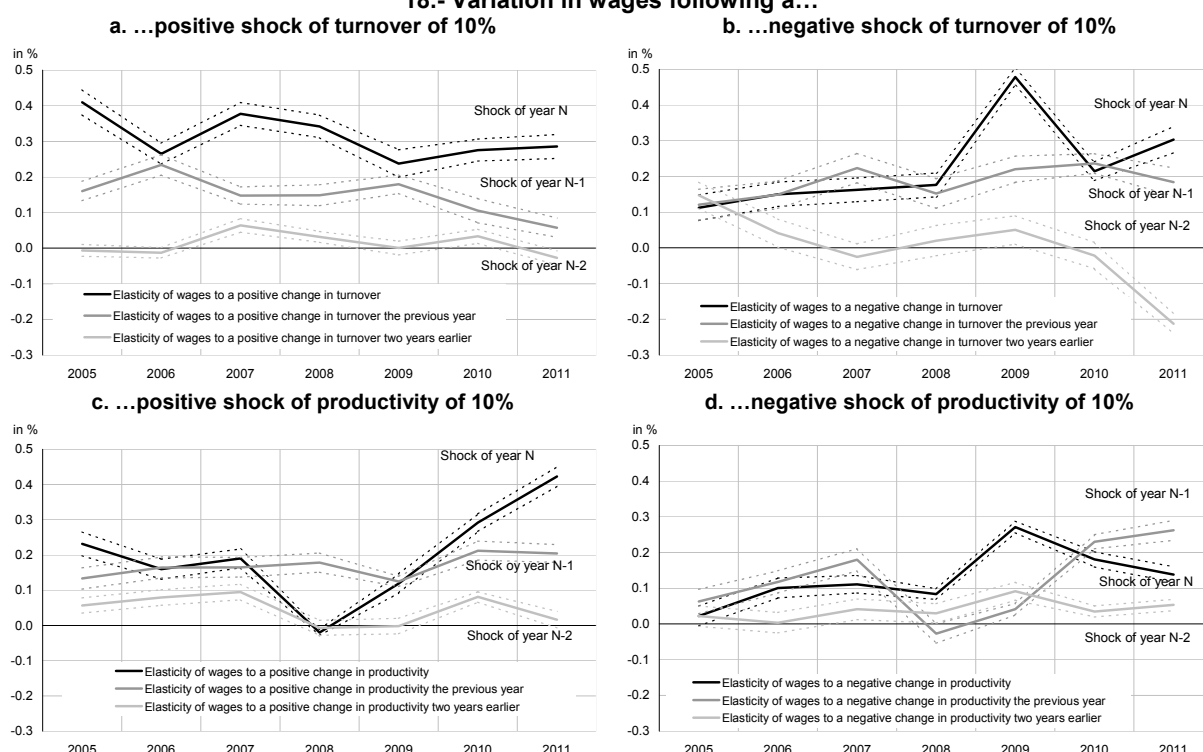 18.- Variation in wages following a…
a. …positive shock of turnover of 10%
in %
0.5
0.4
0.3
0.2
0.1
0.0
-0.1
-0.2
-0.3
Shock of year N
Shock of year N-1
Shock of year N-2
Elasticity of wages to a positive change in turnover
Elasticity of wages to a positive change in turnover the previous year
Elasticity of wages to a positive change in turnover two years earlier
2005 2006 2007 2008 2009 2010 2011
b. …negative shock of turnover of 10%
in %
0.5
0.4
0.3
0.2
0.1
0.0
-0.1
-0.2
-0.3
Shock of year N
Shock of year N-1
Shock of year N-2
Elasticity of wages to a negative change in turnover
Elasticity of wages to a negative change in turnover the previous year
Elasticity of wages to a negative change in turnover two years earlier
2005 2006 2007 2008 2009 2010 2011
c. …positive shock of productivity of 10%
in %
0.5
0.4
0.3
0.2
0.1
0.0
-0.1
-0.2
-0.3
Shock of year N
Shock of year N-1
Shock of year N-2
Elasticity of wages to a positive change in productivity
Elasticity of wages to a positive change in productivity the previous year
Elasticity of wages to a positive change in productivity two years earlier
2005 2006 2007 2008 2009 2010 2011
d. …negative shock of productivity of 10%
in %
0.5
0.4
0.3
0.2
0.1
0.0
-0.1
-0.2
-0.3
Shock of year N-1
Shock of year N
Shock of year N-2
Elasticity of wages to a negative change in productivity
Elasticity of wages to a negative change in productivity the previous year
Elasticity of wages to a negative change in productivity two years earlier
2005 2006 2007 2008 2009 2010 2011